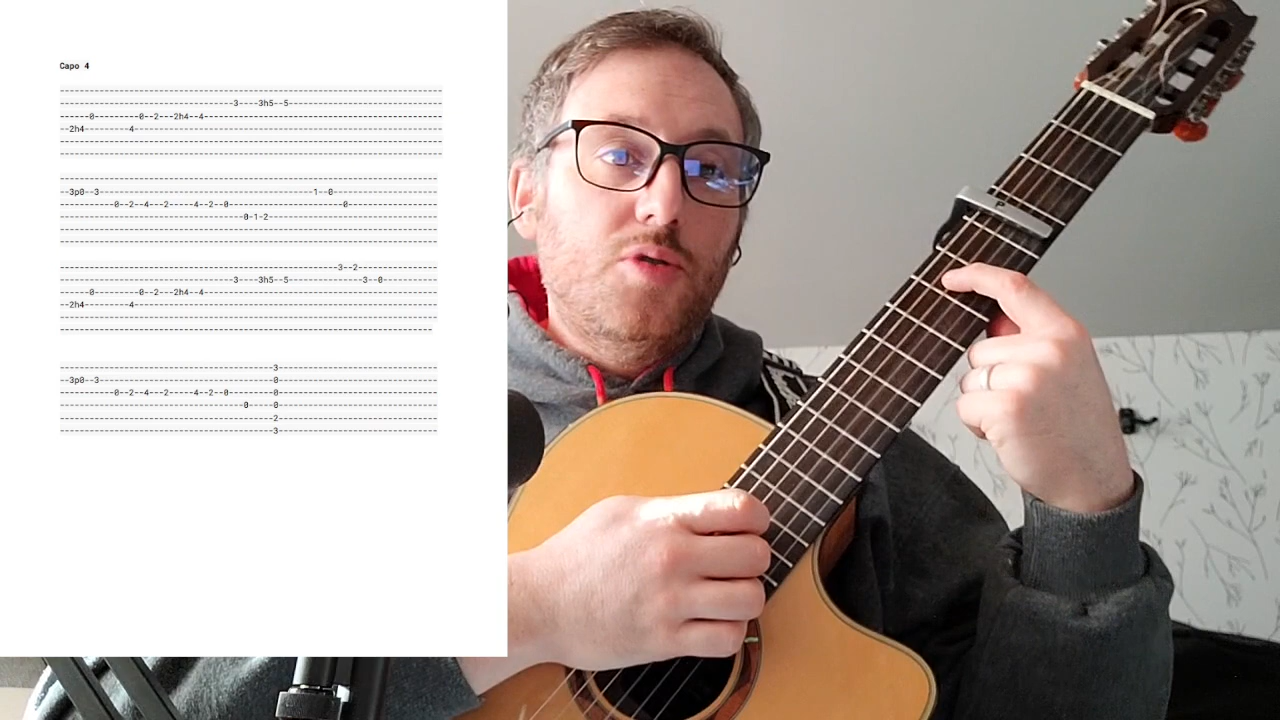 Capo 4
------------------------------------------------------------
----------------------------3----3h5--5---------------------
-----0-------0--2---2h4--4----------------------------------
-2h4-------4------------------------------------------------
------------------------------------------------------------
------------------------------------------------------------
------------------------------------------------------------
-3p0--3----------------------------------1--0---------------
---------0--2--4---2----4--2--0------------------0----------
------------------------------0-1-2-------------------------
------------------------------------------------------------
------------------------------------------------------------
---------------------------------------------3--2-----------
----------------------------3----3h5--5------------3--0-----
-----0-------0--2---2h4--4----------------------------------
-2h4-------4------------------------------------------------
------------------------------------------------------------
------------------------------------------------------------
----------------------------------3-------------------------
-3p0--3---------------------------0-------------------------
---------0--2--4---2----4--2--0-------0---------------------
------------------------------0----0------------------------
----------------------------------2-------------------------
----------------------------------3-------------------------
P